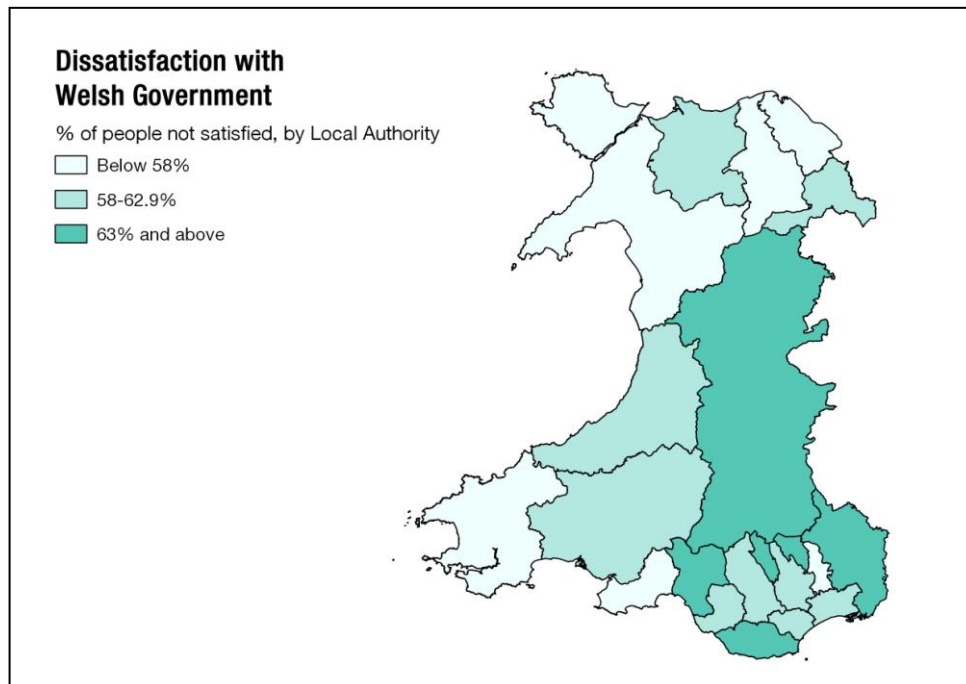 Dissatisfaction with
Welsh Government
% of people not satisfied, by Local Authority
Below 58%
58-62.9%
63% and above